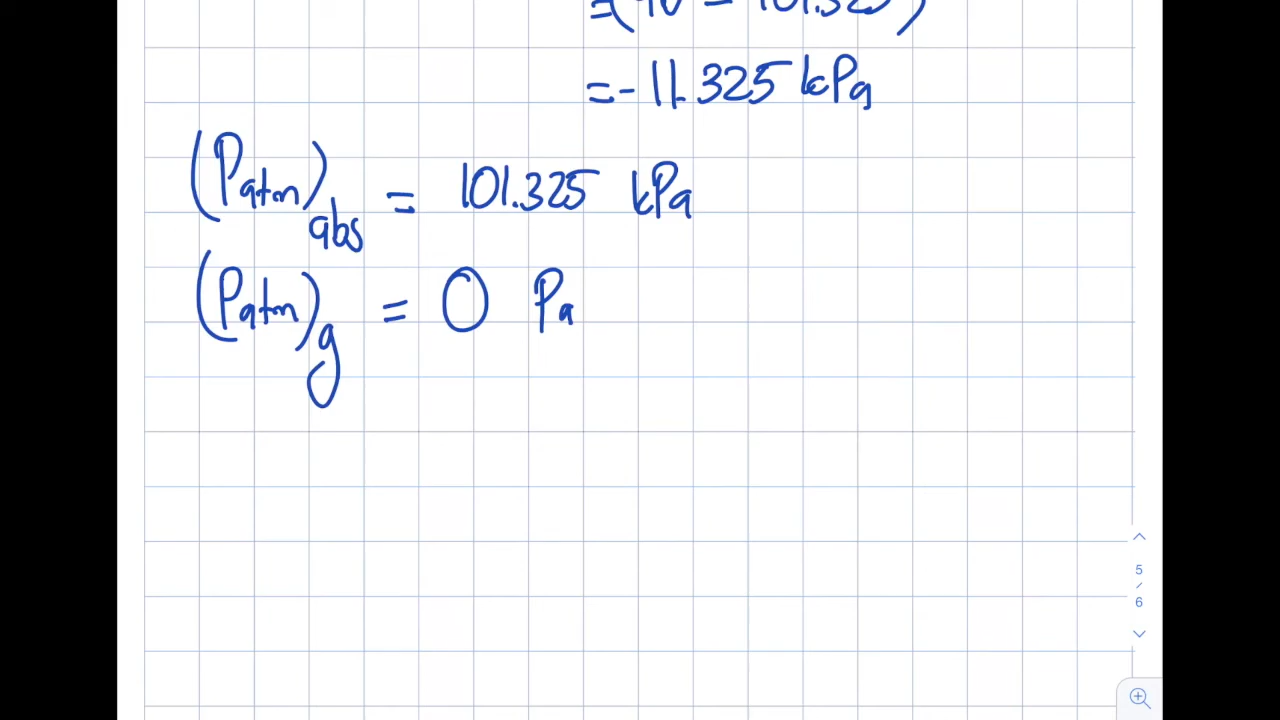 = - 11.325 kPa
(Patm)abs = 101.325 kPa
(Patm)g = 0 Pa
5
/
6